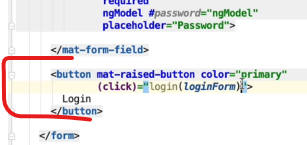 required
ngModel #password="ngModel"
placeholder="Password">
</mat-form-field>
<button mat-raised-button color="primary"
(click)="login(loginForm)">
Login
</button>
</form>